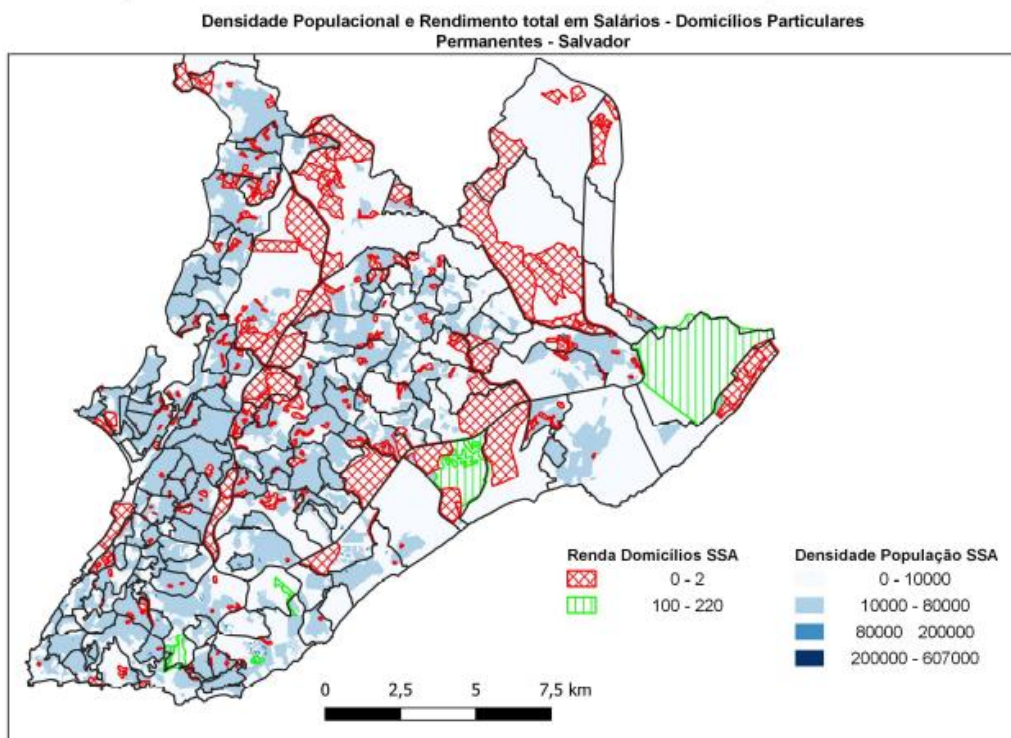 Densidade Populacional e Rendimento total em Salários - Domicílios Particulares
Permanentes - Salvador
Renda Domicílios SSA
0 - 2
100 - 220
Densidade População SSA
0 - 10000
10000 - 80000
80000 200000
200000 - 607000
0 2,5 5 7,5 km